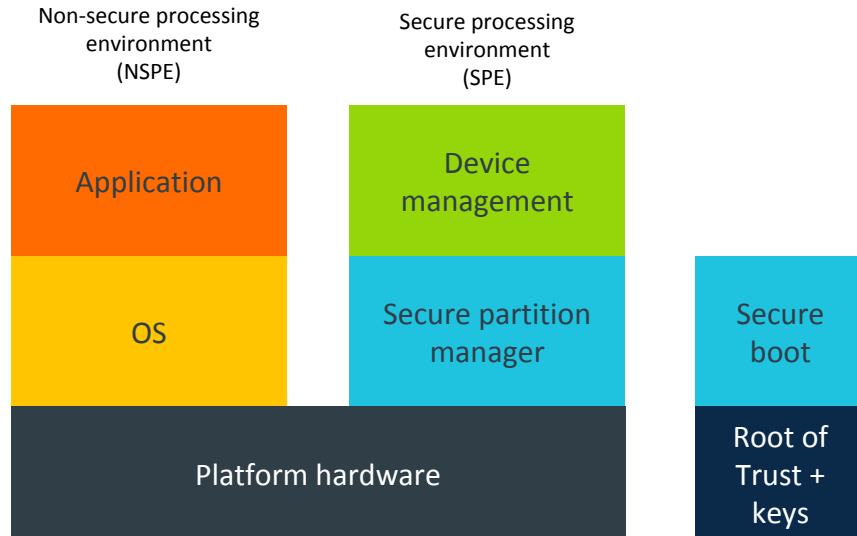 Non-secure processing
environment
(NSPE)
Secure processing
environment
(SPE)
Application
Device
management
OS
Secure partition
manager
Secure
boot
Platform hardware
Root of
Trust +
keys